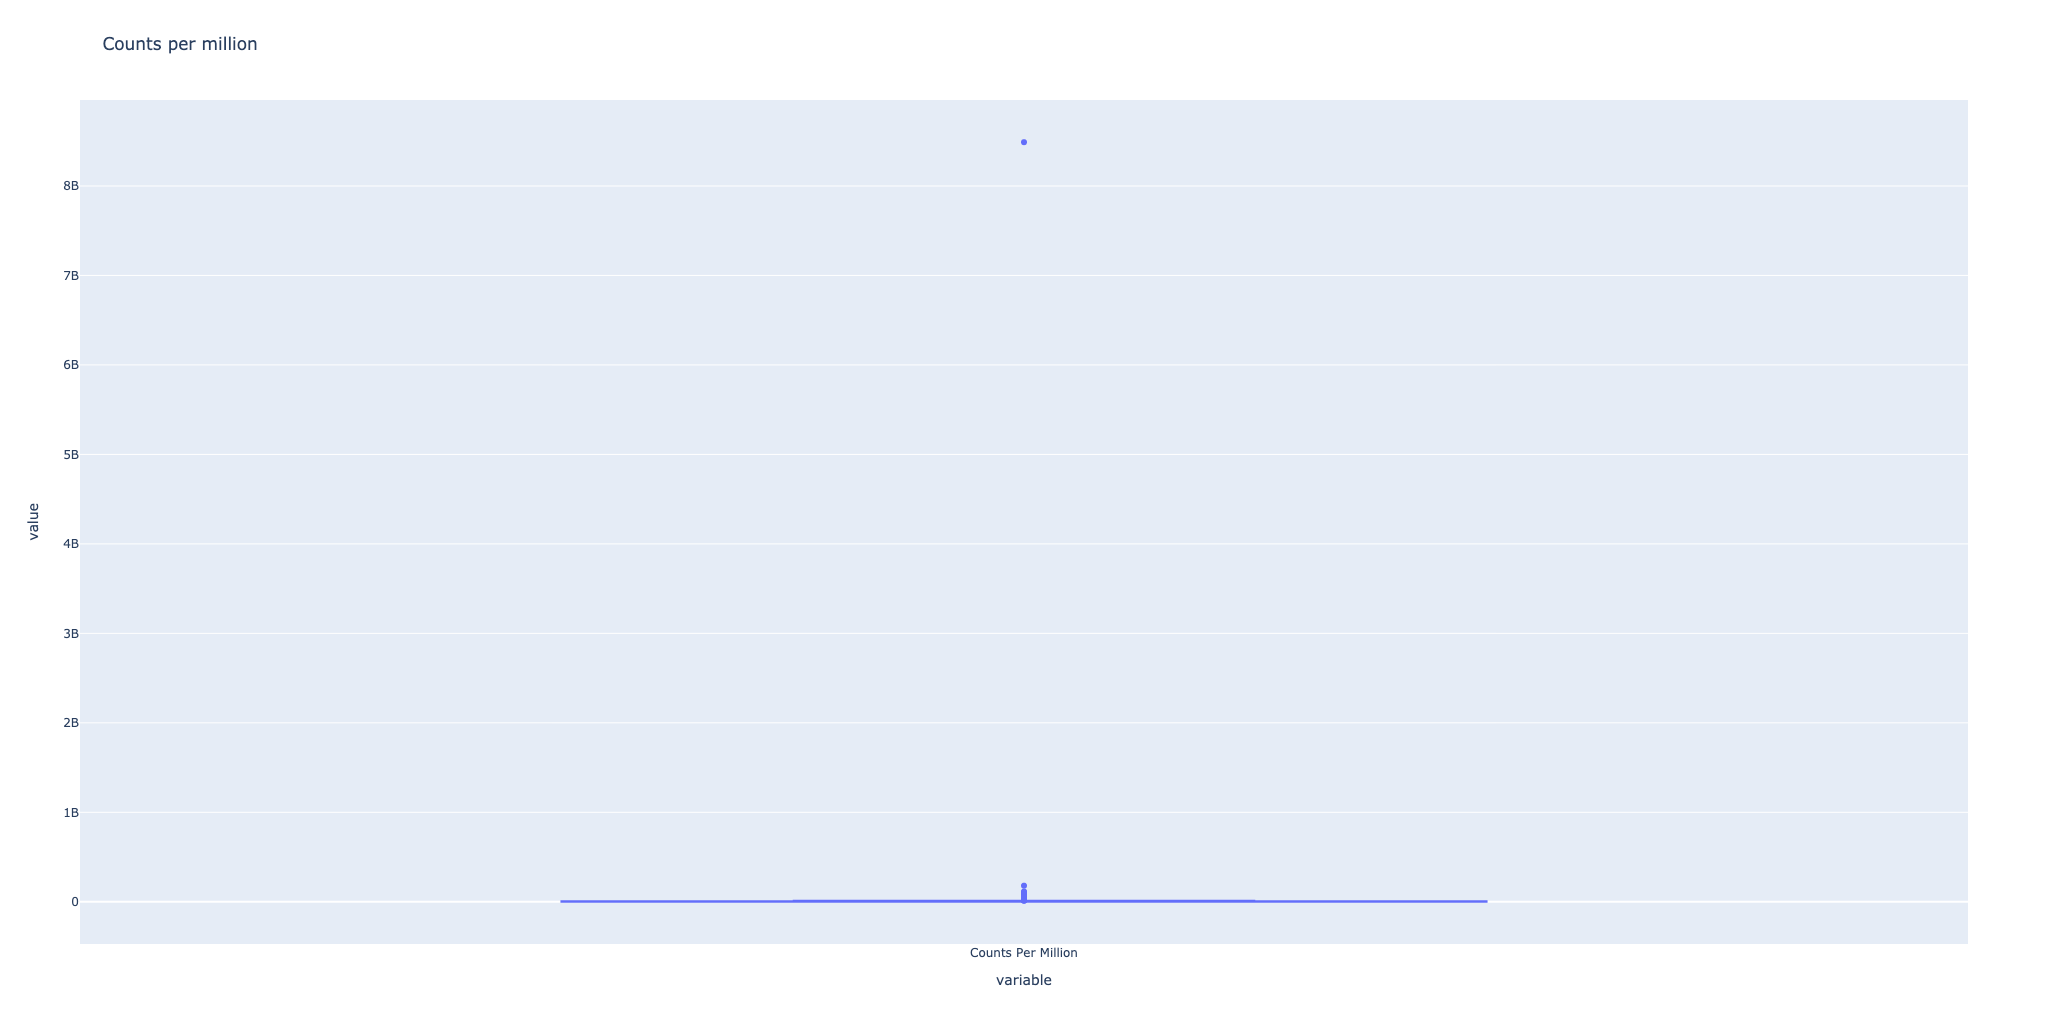 Counts per million
8B
7B
6B
5B
4B
3B
2B
1B
0
value
Counts Per Million
variable